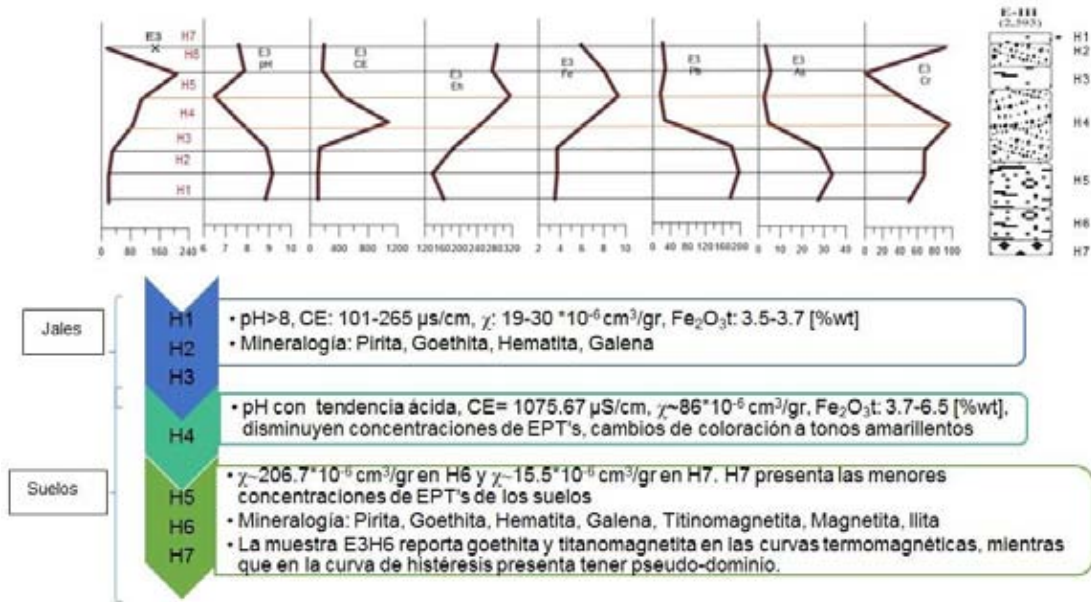 E-III
(2,593)
E3
χ
H7
H6
H5
H4
H3
H2
H1
E3
pH
E3
CE
E3
Eh
E3
Fe
E3
Pb
E3
As
E3
Cr
H1
H2
H3
H4
H5
H6
H7
0 80 160 240
6 7 8 9 10
0 400 800 1200
120 160 200 240 280 320
2 4 6 8 10
0 40 80 120 160 200
0 10 20 30 40
0 20 40 60 80 100
Jales
H1
H2
H3
• pH>8, CE: 101-265 µs/cm, χ: 19-30 *10⁻⁶ cm³/gr, Fe₂O₃t: 3.5-3.7 [%wt]
• Mineralogía: Pirita, Goethita, Hematita, Galena
H4
• pH con tendencia ácida, CE= 1075.67 µS/cm, χ~86*10⁻⁶ cm³/gr, Fe₂O₃t: 3.7-6.5 [%wt],
disminuyen concentraciones de EPT's, cambios de coloración a tonos amarillentos
Suelos
H5
H6
H7
• χ~206.7*10⁻⁶ cm³/gr en H6 y χ~15.5*10⁻⁶ cm³/gr en H7. H7 presenta las menores
concentraciones de EPT's de los suelos
• Mineralogía: Pirita, Goethita, Hematita, Galena, Titinomagnetita, Magnetita, Ilita
• La muestra E3H6 reporta goethita y titanomagnetita en las curvas termomagnéticas, mientras
que en la curva de histéresis presenta tener pseudo-dominio.